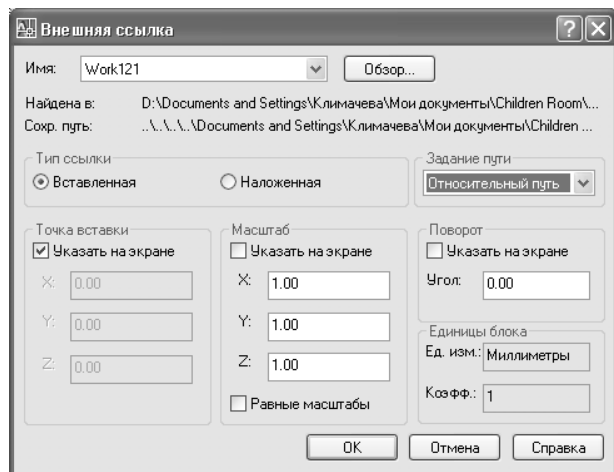 Внешняя ссылка
Имя: Work121 Обзор...
Найдена в: D:\Documents and Settings\Климачева\Мои документы\Children Room\...
Сохр. путь: ..\..\..\..\Documents and Settings\Климачева\Мои документы\Children ...
Тип ссылки Задание пути
Вставленная Наложенная Относительный путь
Точка вставки Масштаб Поворот
Указать на экране Указать на экране Указать на экране
X: 0.00 X: 1.00 Угол: 0.00
Y: 0.00 Y: 1.00 Единицы блока
Z: 0.00 Z: 1.00 Ед. изм.: Миллиметры
Равные масштабы Коэфф.: 1
OK Отмена Справка